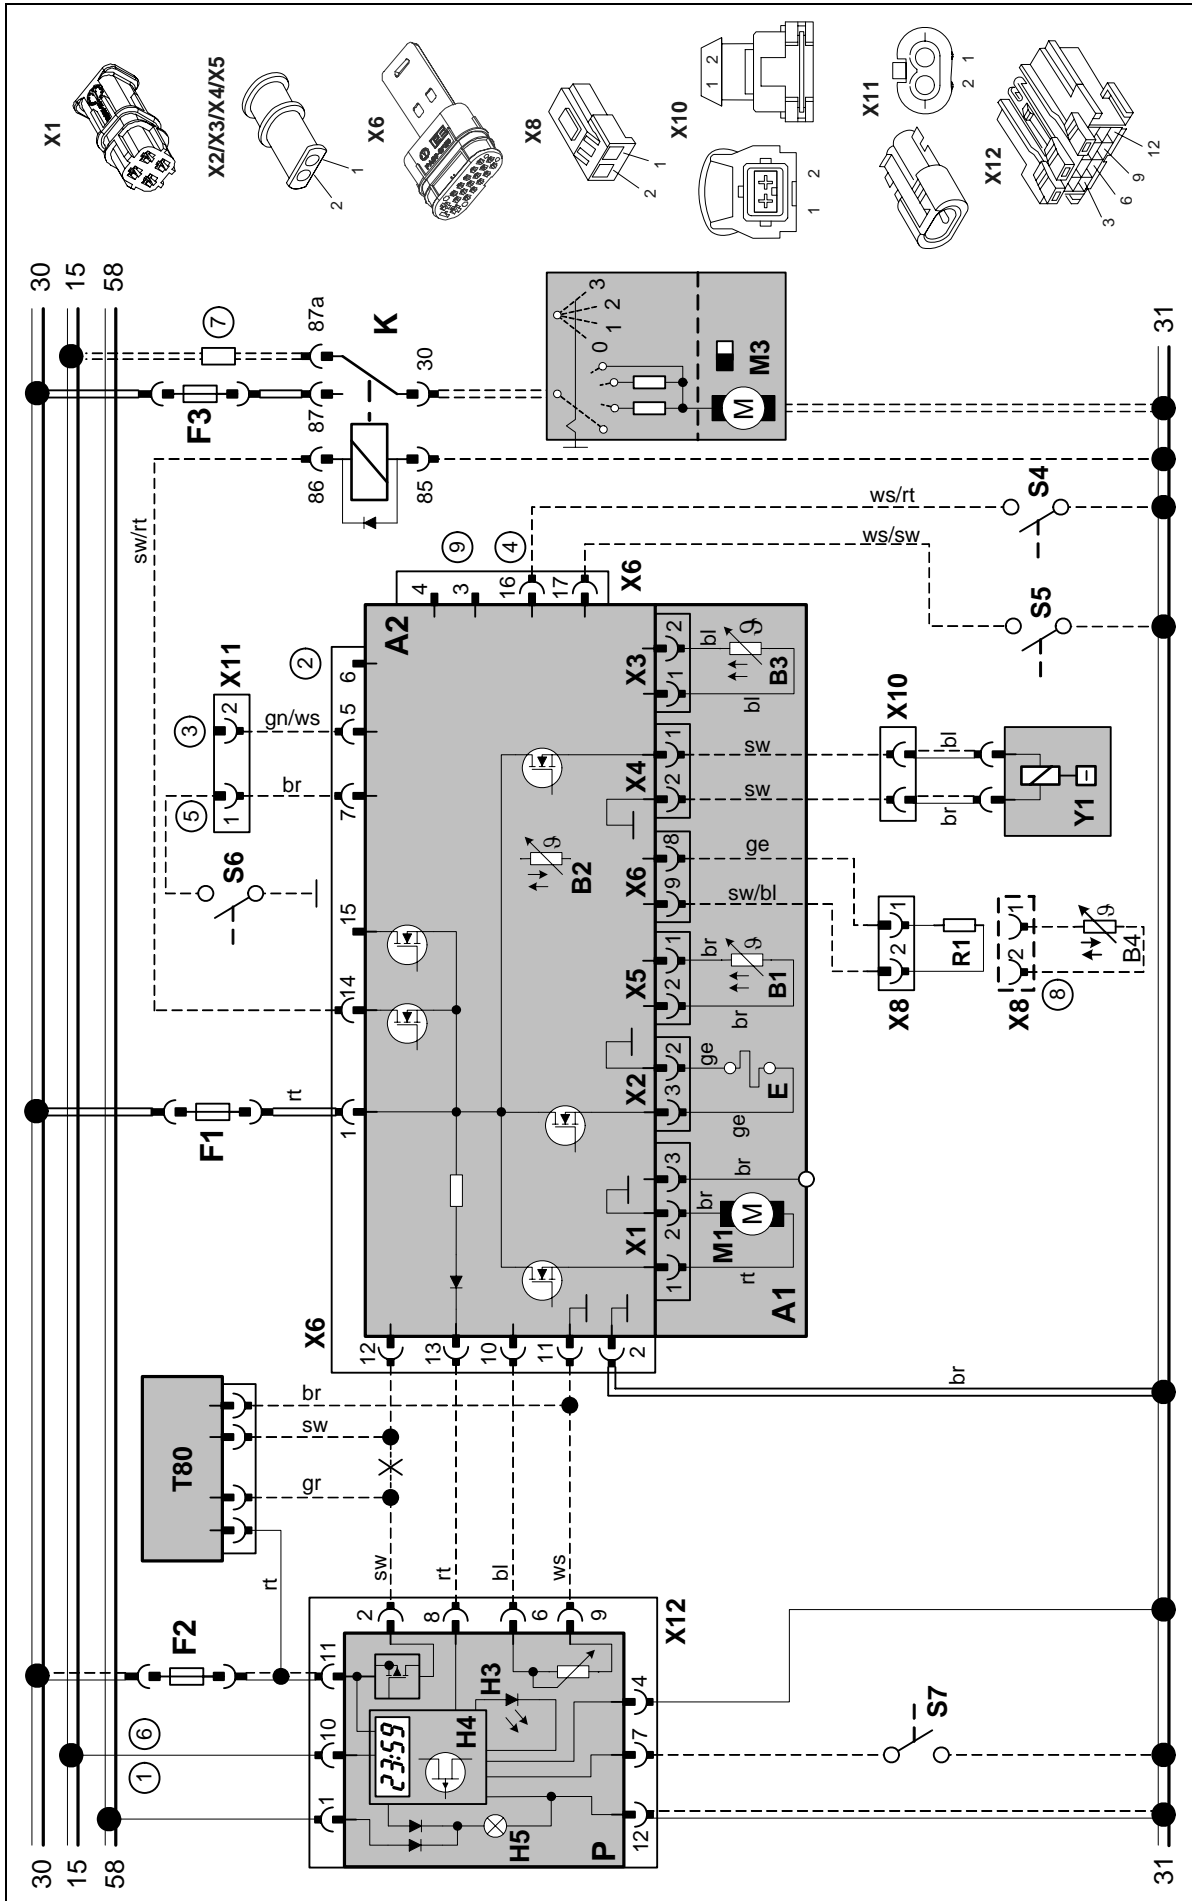 X1
X2/X3/X4/X5
2
1
X6
X8
2
1
X10
1 2
1
2
X11
2
1
X12
3
6
9
12
30
15
58
30
15
58
31
31
7
87a
K
F3
87
30
86
85
sw/rt
0
1
2
3
M
M3
9
4
4
3
16
17
X6
ws/rt
ws/sw
S4
S5
2
6
A2
3
X11
1
2
5
gn/ws
br
5
7
S6
15
14
B2
F1
rt
1
X6
12
13
10
11
2
X1
1
2
3
rt
br
br
M1
M
A1
X2
3
2
ge
ge
E
X5
2
1
br
br
B1
ϑ
ϑ
X6
9
8
sw/bl
ge
X4
2
1
sw
sw
X3
1
2
bl
bl
B3
ϑ
X10
br
bl
Y1
X8
2
1
R1
X8
2
1
8
B4
ϑ
br
T80
br
sw
gr
rt
F2
sw
rt
bl
ws
2
8
6
9
X12
11
10
1
6
1
23:59
H4
H3
H5
P
12
7
4
S7